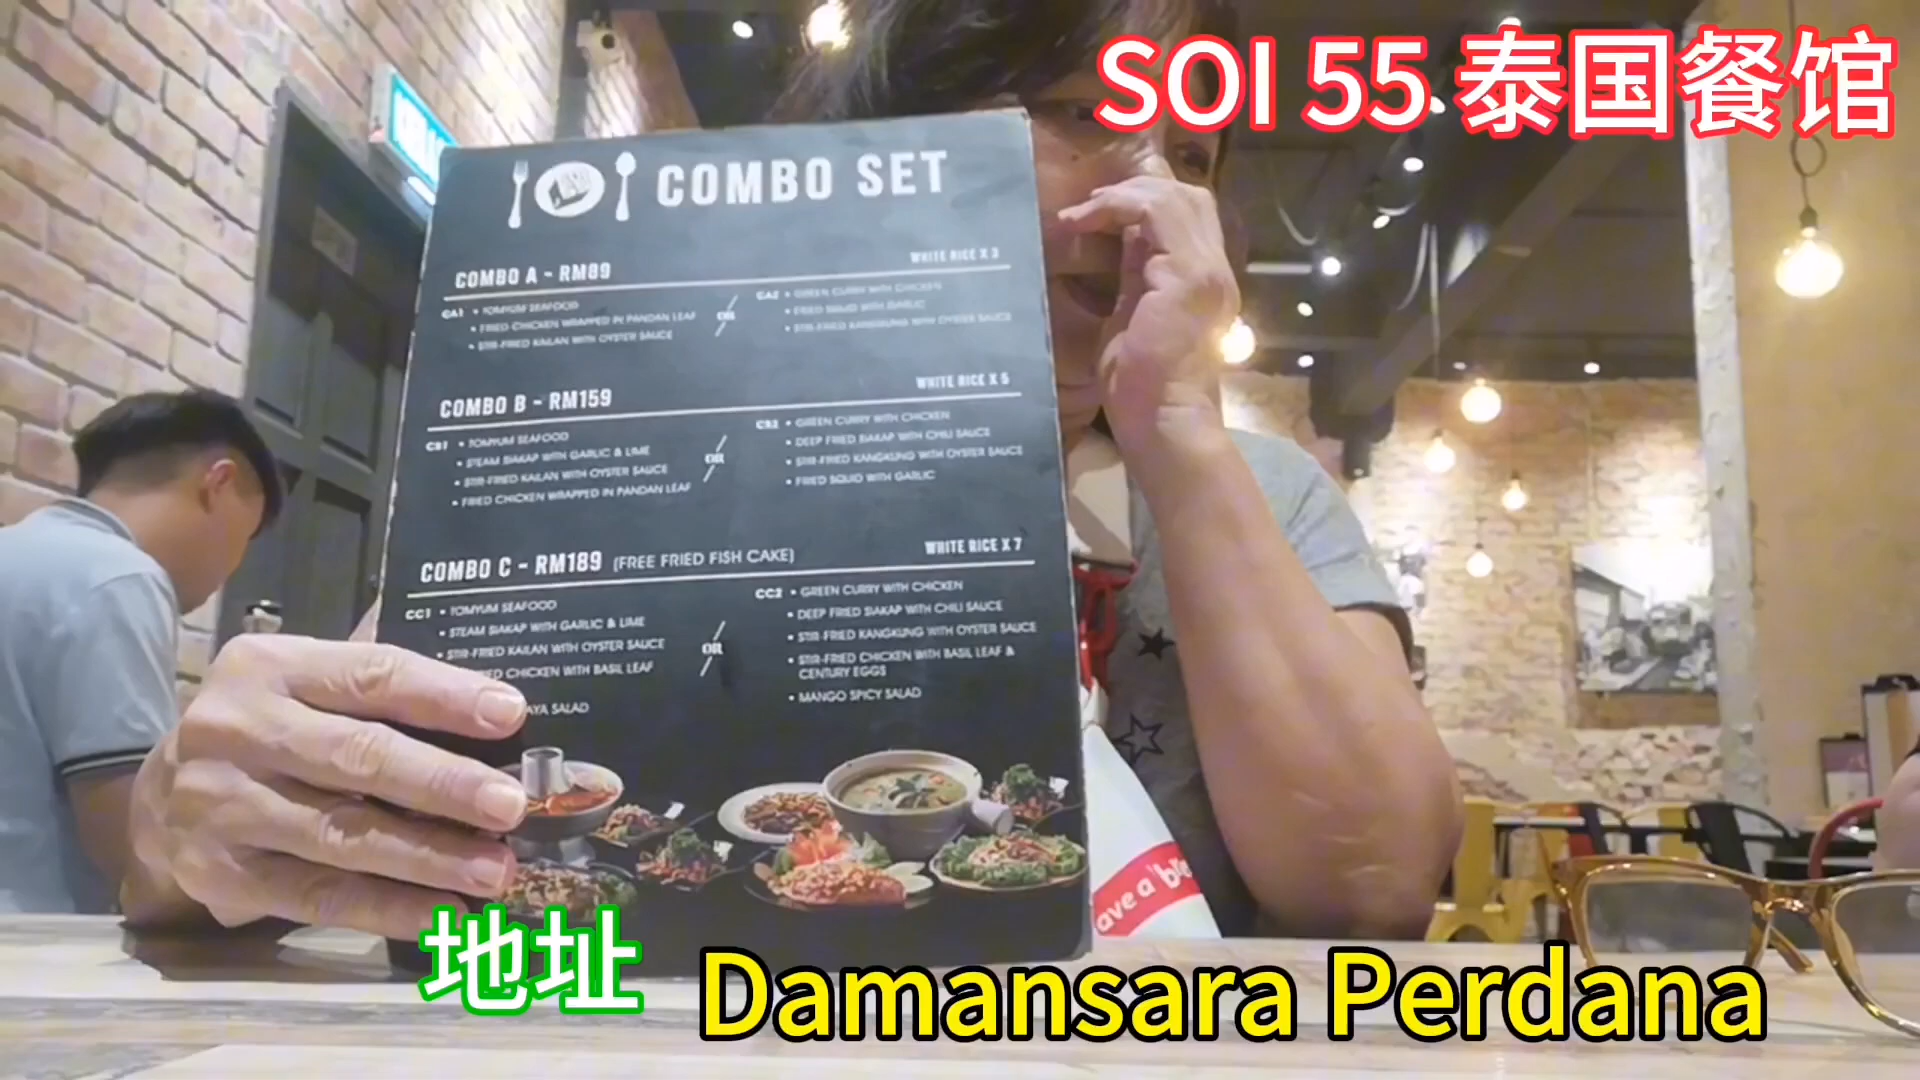 SOI 55 泰国餐馆
COMBO SET
COMBO A - RM89
WHITE RICE X 3
CA1 • TOMYUM SEAFOOD
• FRIED CHICKEN WRAPPED IN PANDAN LEAF
• STIR-FRIED KAILAN WITH OYSTER SAUCE
OR
CA2 • GREEN CURRY WITH CHICKEN
• FRIED SQUID WITH GARLIC
• STIR-FRIED KANGKUNG WITH OYSTER SAUCE
COMBO B - RM159
WHITE RICE X 5
CB1 • TOMYUM SEAFOOD
• STEAM SIAKAP WITH GARLIC & LIME
• STIR-FRIED KAILAN WITH OYSTER SAUCE
• FRIED CHICKEN WRAPPED IN PANDAN LEAF
OR
CB2 • GREEN CURRY WITH CHICKEN
• DEEP FRIED SIAKAP WITH CHILI SAUCE
• STIR-FRIED KANGKUNG WITH OYSTER SAUCE
• FRIED SQUID WITH GARLIC
COMBO C - RM189 (FREE FRIED FISH CAKE)
WHITE RICE X 7
CC1 • TOMYUM SEAFOOD
• STEAM SIAKAP WITH GARLIC & LIME
• STIR-FRIED KAILAN WITH OYSTER SAUCE
CHICKEN WITH BASIL LEAF
SALAD
OR
CC2 • GREEN CURRY WITH CHICKEN
• DEEP FRIED SIAKAP WITH CHILI SAUCE
• STIR-FRIED KANGKUNG WITH OYSTER SAUCE
• STIR-FRIED CHICKEN WITH BASIL LEAF &
CENTURY EGGS
• MANGO SPICY SALAD
ave a
地址 Damansara Perdana